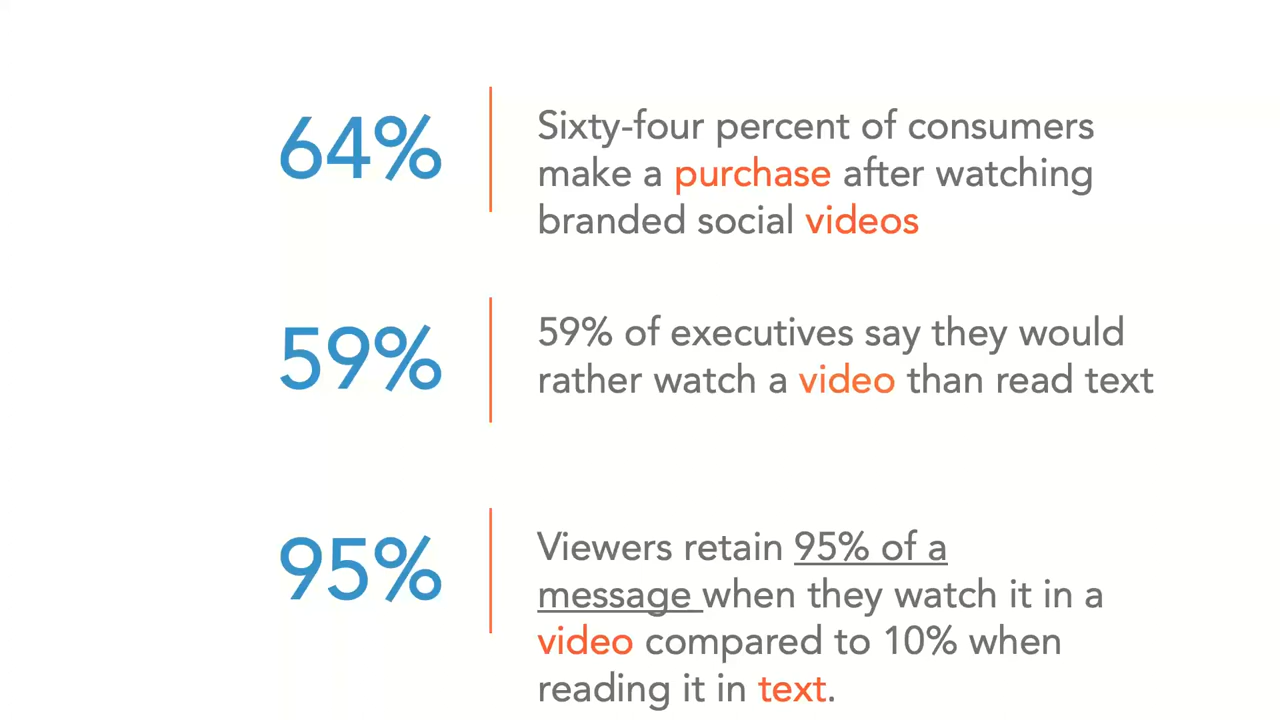 64%
Sixty-four percent of consumers
make a purchase after watching
branded social videos
59%
59% of executives say they would
rather watch a video than read text
95%
Viewers retain 95% of a
message when they watch it in a
video compared to 10% when
reading it in text.